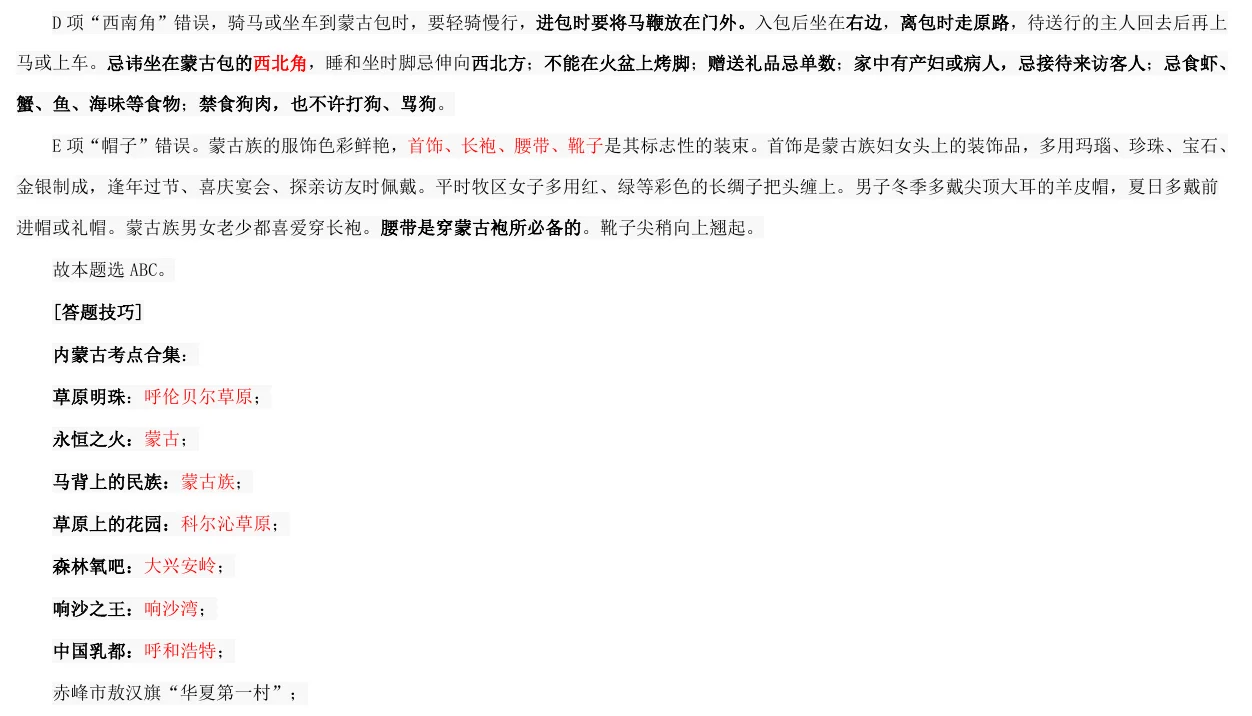 D 项“西南角”错误，骑马或坐车到蒙古包时，要轻骑慢行，进包时要将马鞭放在门外。入包后坐在右边，离包时走原路，待送行的主人回去后再上
马或上车。忌讳坐在蒙古包的西北角，睡和坐时脚忌伸向西北方；不能在火盆上烤脚；赠送礼品忌单数；家中有产妇或病人，忌接待来访客人；忌食虾、
蟹、鱼、海味等食物；禁食狗肉，也不许打狗、骂狗。
E 项“帽子”错误。蒙古族的服饰色彩鲜艳，首饰、长袍、腰带、靴子是其标志性的装束。首饰是蒙古族妇女头上的装饰品，多用玛瑙、珍珠、宝石、
金银制成，逢年过节、喜庆宴会、探亲访友时佩戴。平时牧区女子多用红、绿等彩色的长绸子把头缠上。男子冬季多戴尖顶大耳的羊皮帽，夏日多戴前
进帽或礼帽。蒙古族男女老少都喜爱穿长袍。腰带是穿蒙古袍所必备的。靴子尖稍向上翘起。
故本题选 ABC。
[答题技巧]
内蒙古考点合集：
草原明珠：呼伦贝尔草原；
永恒之火：蒙古；
马背上的民族：蒙古族；
草原上的花园：科尔沁草原；
森林氧吧：大兴安岭；
响沙之王：响沙湾；
中国乳都：呼和浩特；
赤峰市敖汉旗“华夏第一村”；